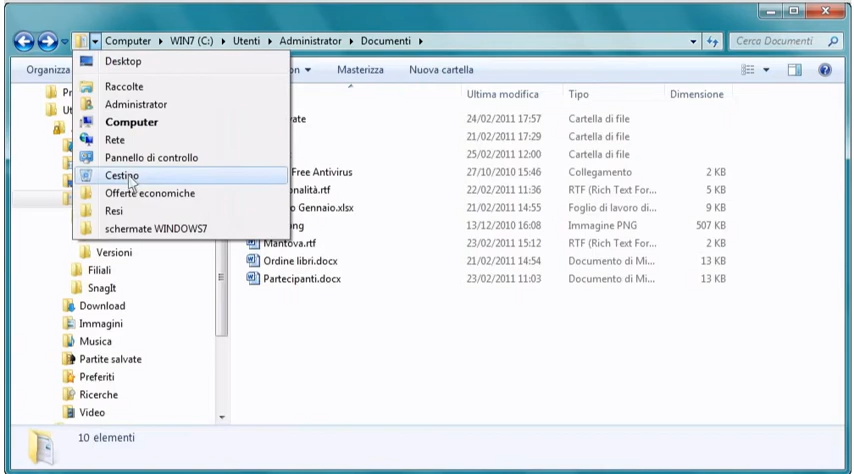 Computer ▸ WIN7 (C:) ▸ Utenti ▸ Administrator ▸ Documenti ▸
Cerca Documenti
Organizza
on
Masterizza
Nuova cartella
Desktop
Raccolte
Administrator
Computer
Rete
Pannello di controllo
Cestino
Offerte economiche
Resi
schermate WINDOWS7
Pr
Ut
Versioni
Filiali
SnagIt
Download
Immagini
Musica
Partite salvate
Preferiti
Ricerche
Video
Ultima modifica Tipo Dimensione
vate 24/02/2011 17:57 Cartella di file
21/02/2011 17:29 Cartella di file
25/02/2011 12:00 Cartella di file
Free Antivirus 27/10/2010 15:46 Collegamento 2 KB
onalità.rtf 22/02/2011 11:36 RTF (Rich Text For... 5 KB
o Gennaio.xlsx 21/02/2011 14:55 Foglio di lavoro di... 9 KB
ng 13/12/2010 16:08 Immagine PNG 507 KB
Mantova.rtf 23/02/2011 15:12 RTF (Rich Text For... 2 KB
Ordine libri.docx 21/02/2011 14:54 Documento di Mi... 13 KB
Partecipanti.docx 23/02/2011 11:03 Documento di Mi... 13 KB
10 elementi